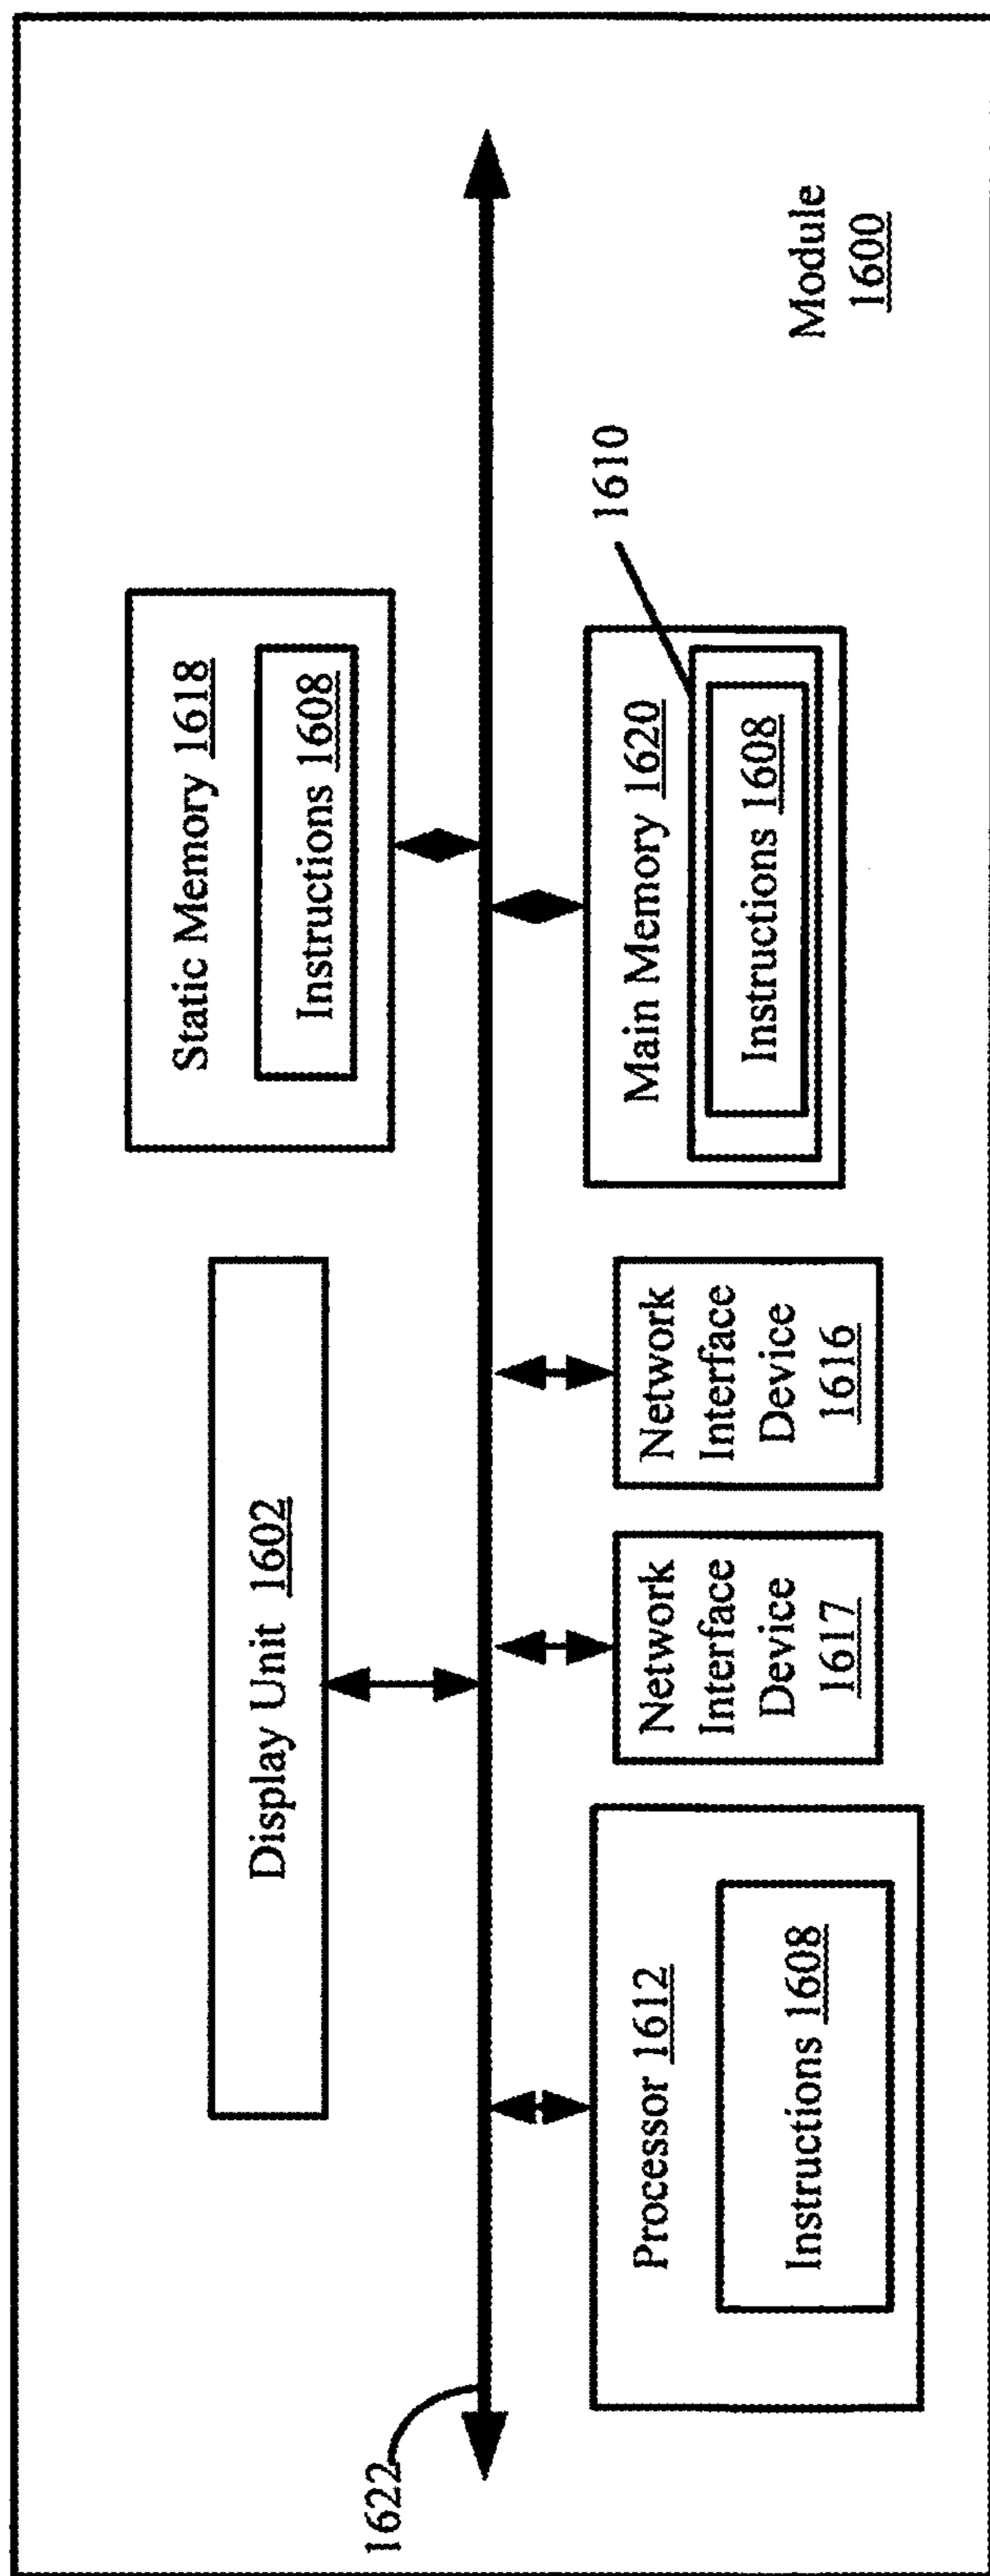 Display Unit 1602
Static Memory 1618
Instructions 1608
1622
Processor 1612
Instructions 1608
Network
Interface
Device
1617
Network
Interface
Device
1616
Main Memory 1620
Instructions 1608
1610
Module
1600